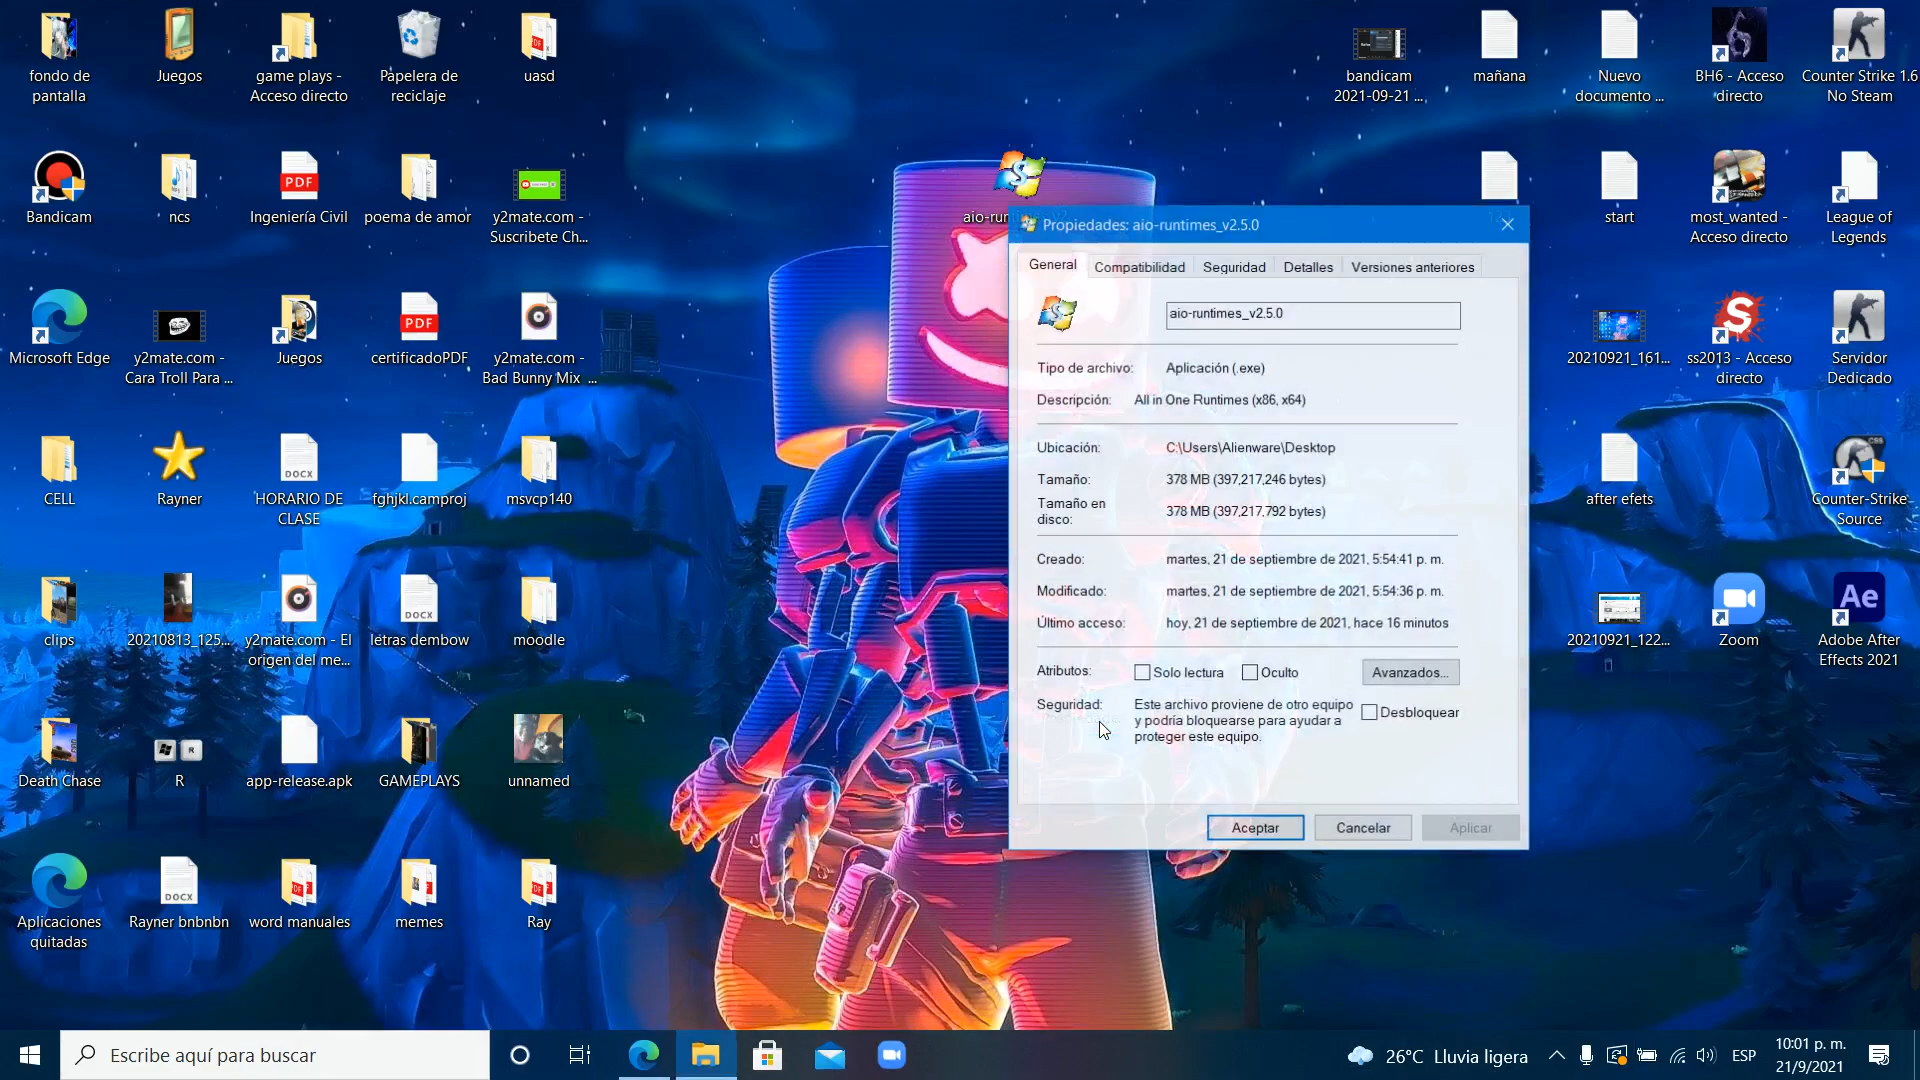 fondo de
pantalla
Juegos
game plays -
Acceso directo
Papelera de
reciclaje
uasd
bandicam
2021-09-21 ...
mañana
Nuevo
documento ...
BH6 - Acceso
directo
Counter Strike 1.6
No Steam
Bandicam
ncs
PDF
Ingeniería Civil
poema de amor
y2mate.com -
Suscribete Ch...
start
most_wanted -
Acceso directo
League of
Legends
Microsoft Edge
y2mate.com -
Cara Troll Para ...
Juegos
PDF
certificadoPDF
y2mate.com -
Bad Bunny Mix ...
20210921_161...
ss2013 - Acceso
directo
Servidor
Dedicado
CELL
Rayner
DOCX
HORARIO DE
CLASE
fghjkl.camproj
msvcp140
after efets
CSS
Counter-Strike
Source
clips
20210813_125...
y2mate.com - El
origen del me...
DOCX
letras dembow
moodle
20210921_122...
Zoom
Ae
Adobe After
Effects 2021
Death Chase
R
R
app-release.apk
GAMEPLAYS
unnamed
Aplicaciones
quitadas
DOCX
Rayner bnbnbn
word manuales
memes
Ray
Propiedades: aio-runtimes_v2.5.0
General
Compatibilidad
Seguridad
Detalles
Versiones anteriores
aio-runtimes_v2.5.0
Tipo de archivo:
Aplicación (.exe)
Descripción:
All in One Runtimes (x86, x64)
Ubicación:
C:\Users\Alienware\Desktop
Tamaño:
378 MB (397,217,246 bytes)
Tamaño en
disco:
378 MB (397,217,792 bytes)
Creado:
martes, 21 de septiembre de 2021, 5:54:41 p. m.
Modificado:
martes, 21 de septiembre de 2021, 5:54:36 p. m.
Último acceso:
hoy, 21 de septiembre de 2021, hace 16 minutos
Atributos:
Solo lectura
Oculto
Avanzados...
Seguridad:
Este archivo proviene de otro equipo
y podría bloquearse para ayudar a
proteger este equipo.
Desbloquear
Aceptar
Cancelar
Aplicar
Escribe aquí para buscar
26°C Lluvia ligera
ESP
10:01 p. m.
21/9/2021